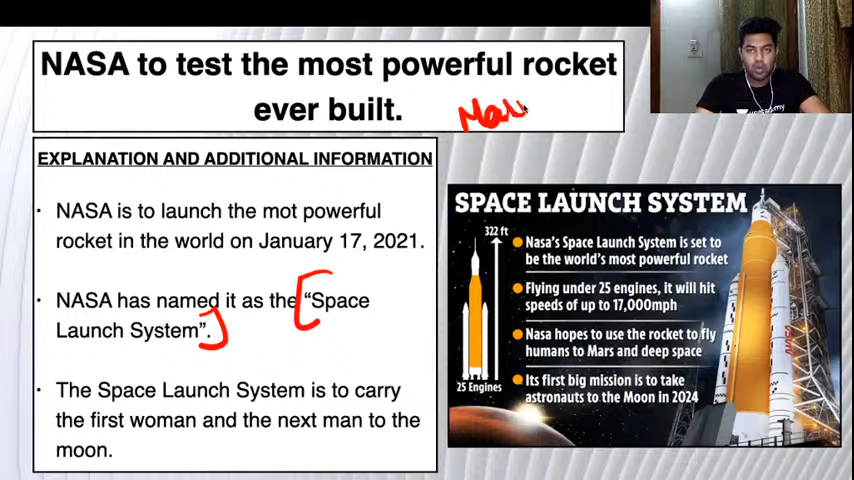 NASA to test the most powerful rocket
ever built.
EXPLANATION AND ADDITIONAL INFORMATION
· NASA is to launch the mot powerful
rocket in the world on January 17, 2021.
· NASA has named it as the “Space
Launch System”.
· The Space Launch System is to carry
the first woman and the next man to the
moon.
SPACE LAUNCH SYSTEM
322 ft
25 Engines
Nasa's Space Launch System is set to
be the world's most powerful rocket
Flying under 25 engines, it will hit
speeds of up to 17,000mph
Nasa hopes to use the rocket to fly
humans to Mars and deep space
Its first big mission is to take
astronauts to the Moon in 2024